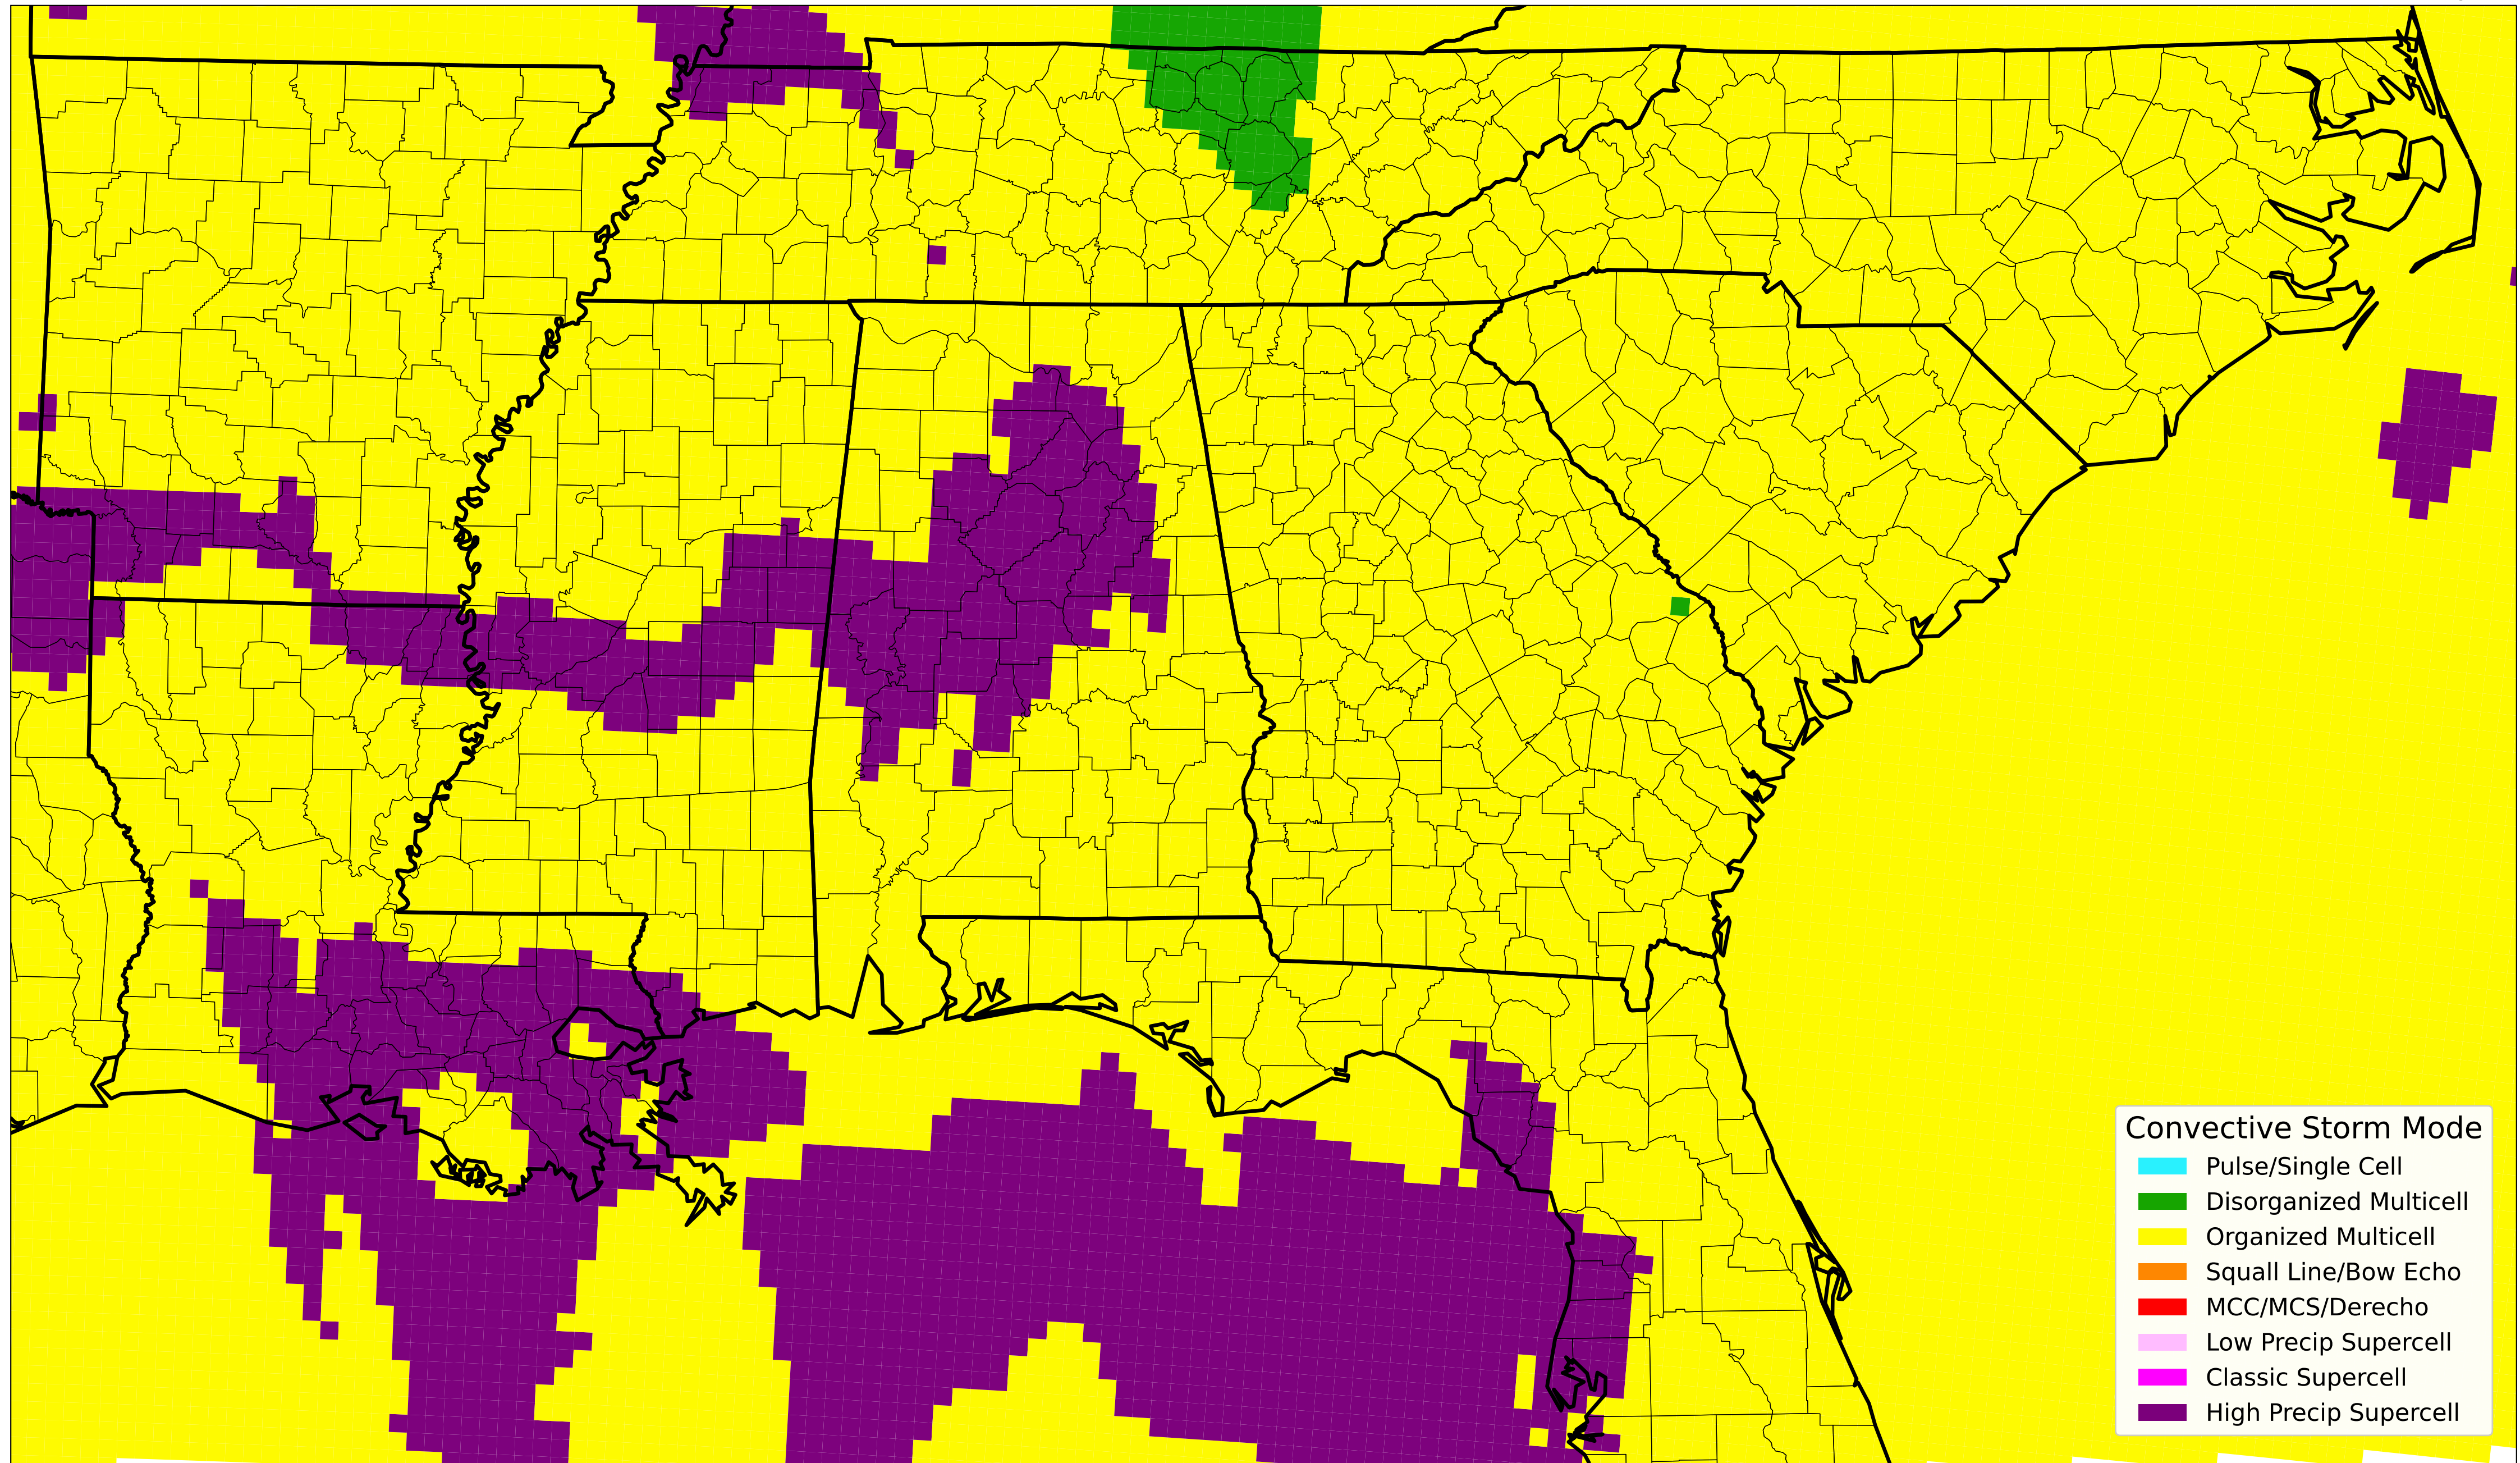 Convective Storm Mode
Pulse/Single Cell
Disorganized Multicell
Organized Multicell
Squall Line/Bow Echo
MCC/MCS/Derecho
Low Precip Supercell
Classic Supercell
High Precip Supercell